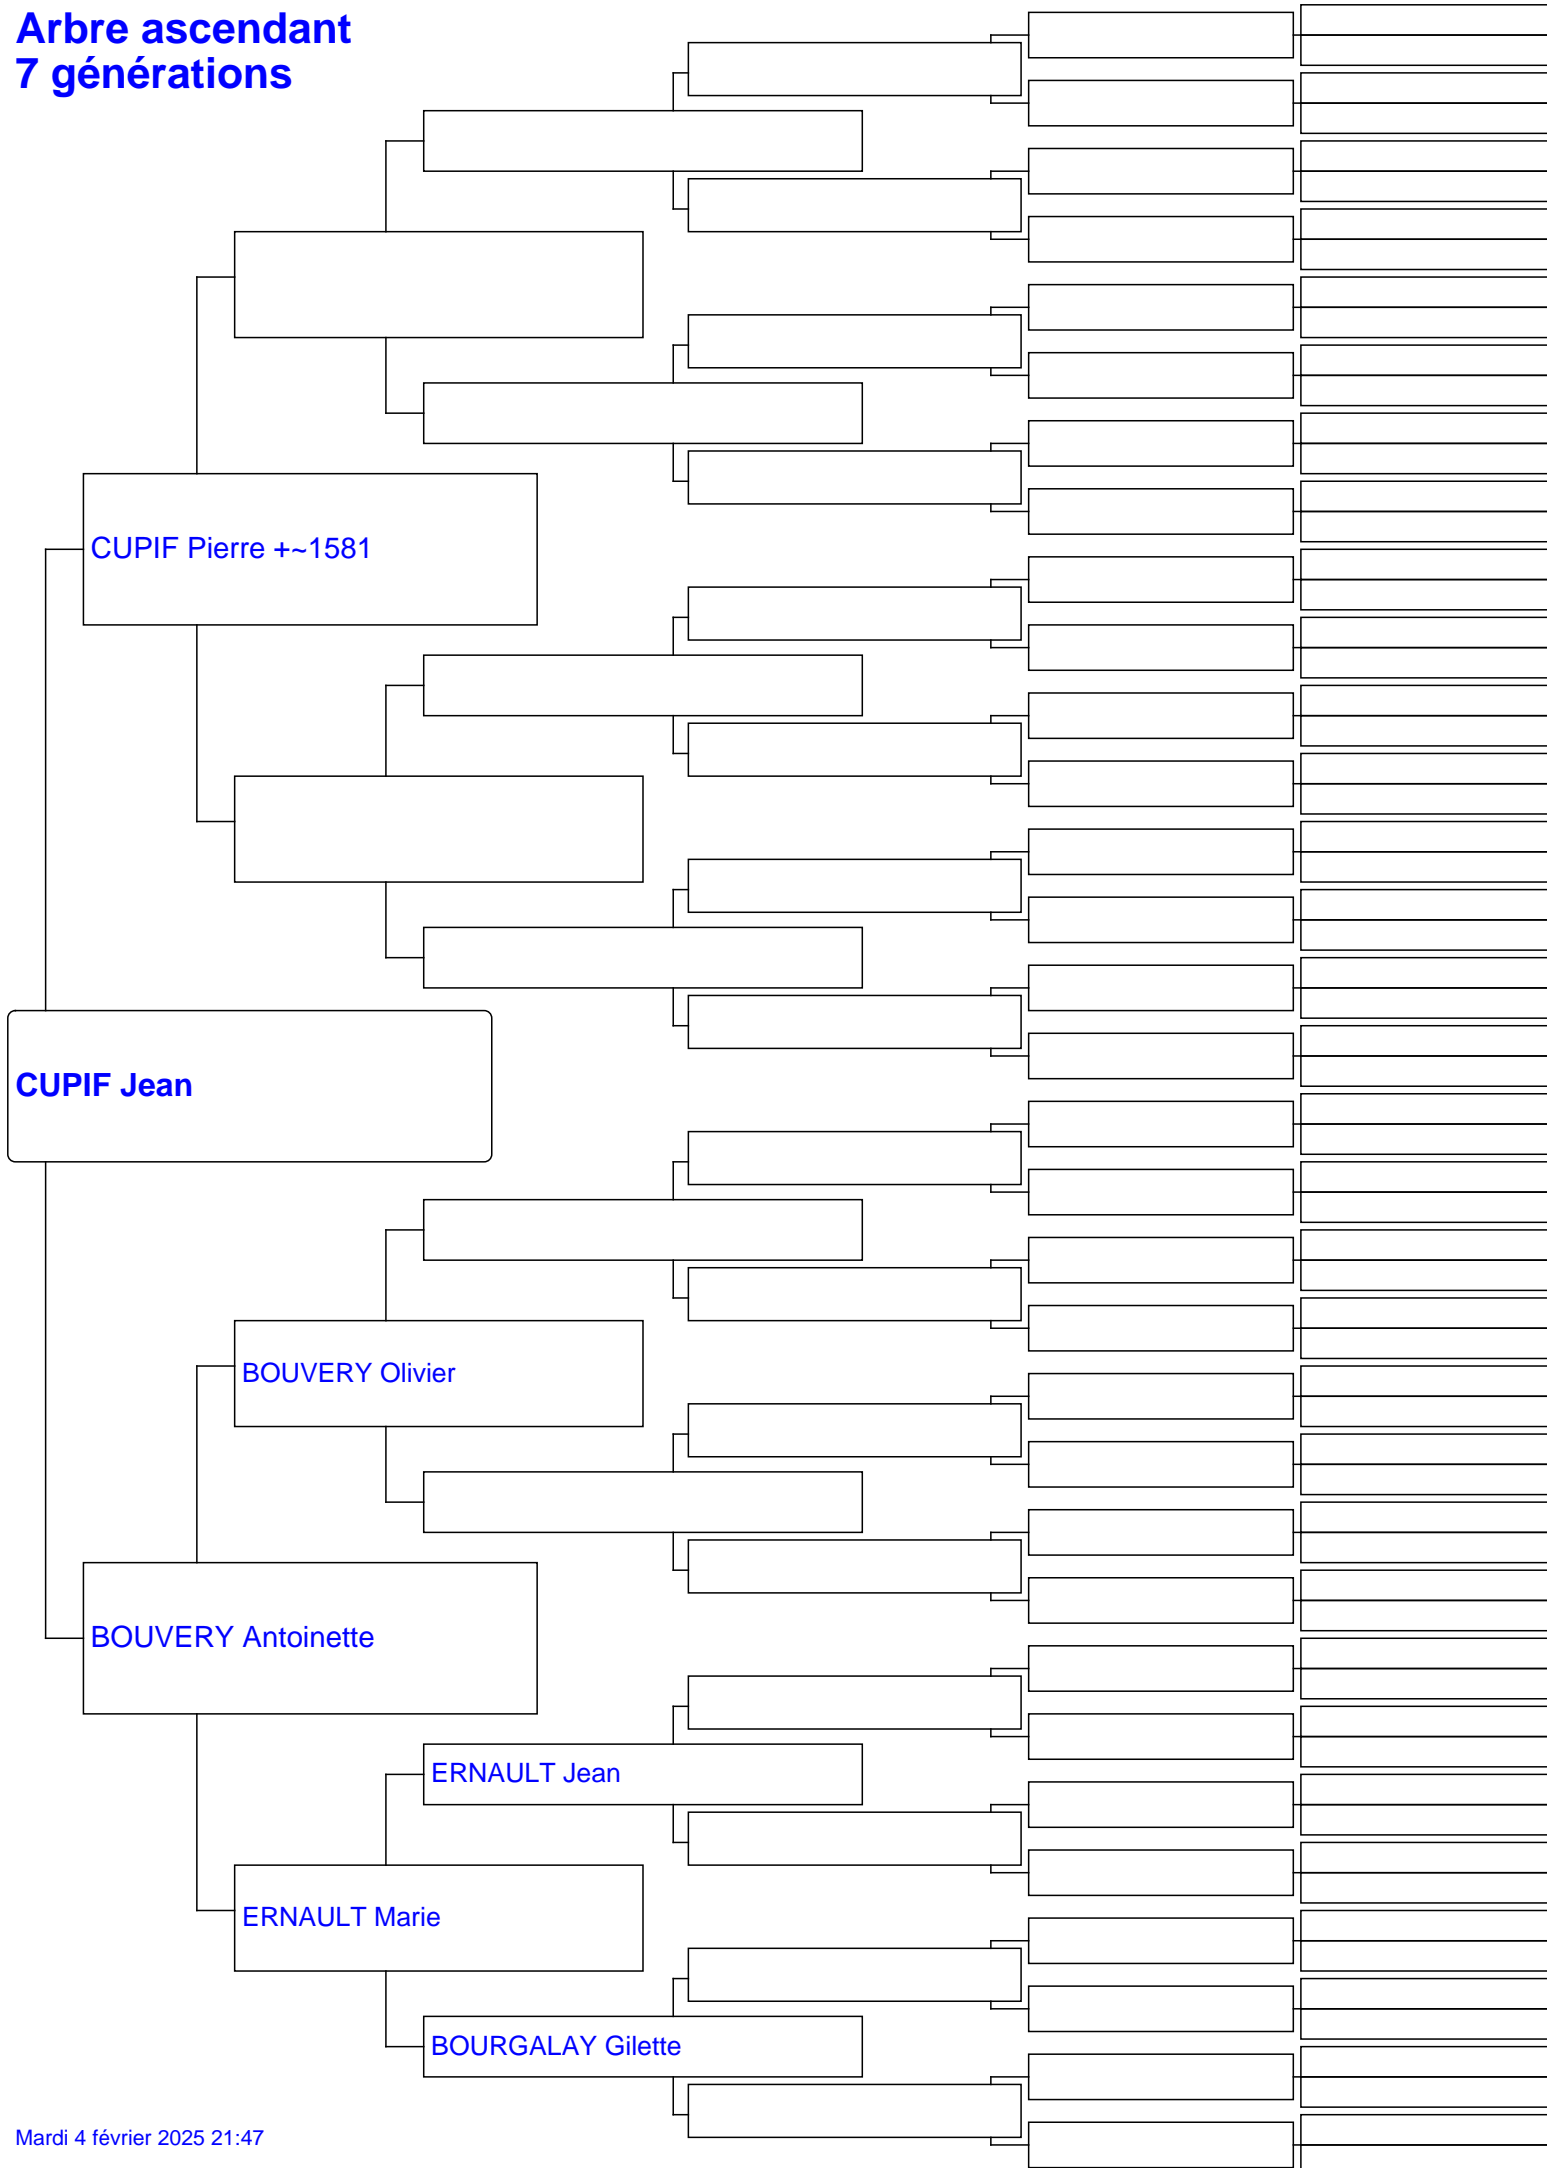 Arbre ascendant
7 générations
CUPIF Pierre +~1581
CUPIF Jean
BOUVERY Olivier
BOUVERY Antoinette
ERNAULT Jean
ERNAULT Marie
BOURGALAY Gilette
Mardi 4 février 2025 21:47